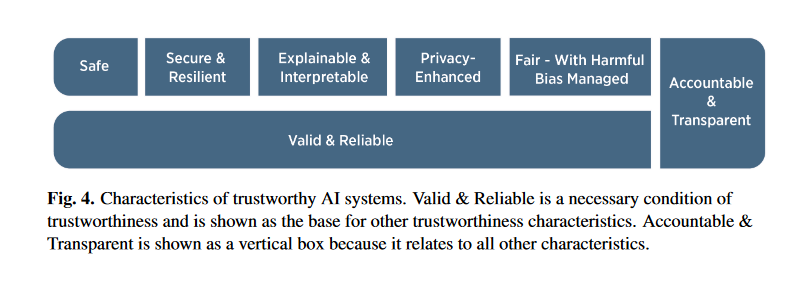 Safe
Secure &
Resilient
Explainable &
Interpretable
Privacy-
Enhanced
Fair - With Harmful
Bias Managed
Accountable
&
Transparent
Valid & Reliable
Fig. 4. Characteristics of trustworthy AI systems. Valid & Reliable is a necessary condition of
trustworthiness and is shown as the base for other trustworthiness characteristics. Accountable &
Transparent is shown as a vertical box because it relates to all other characteristics.